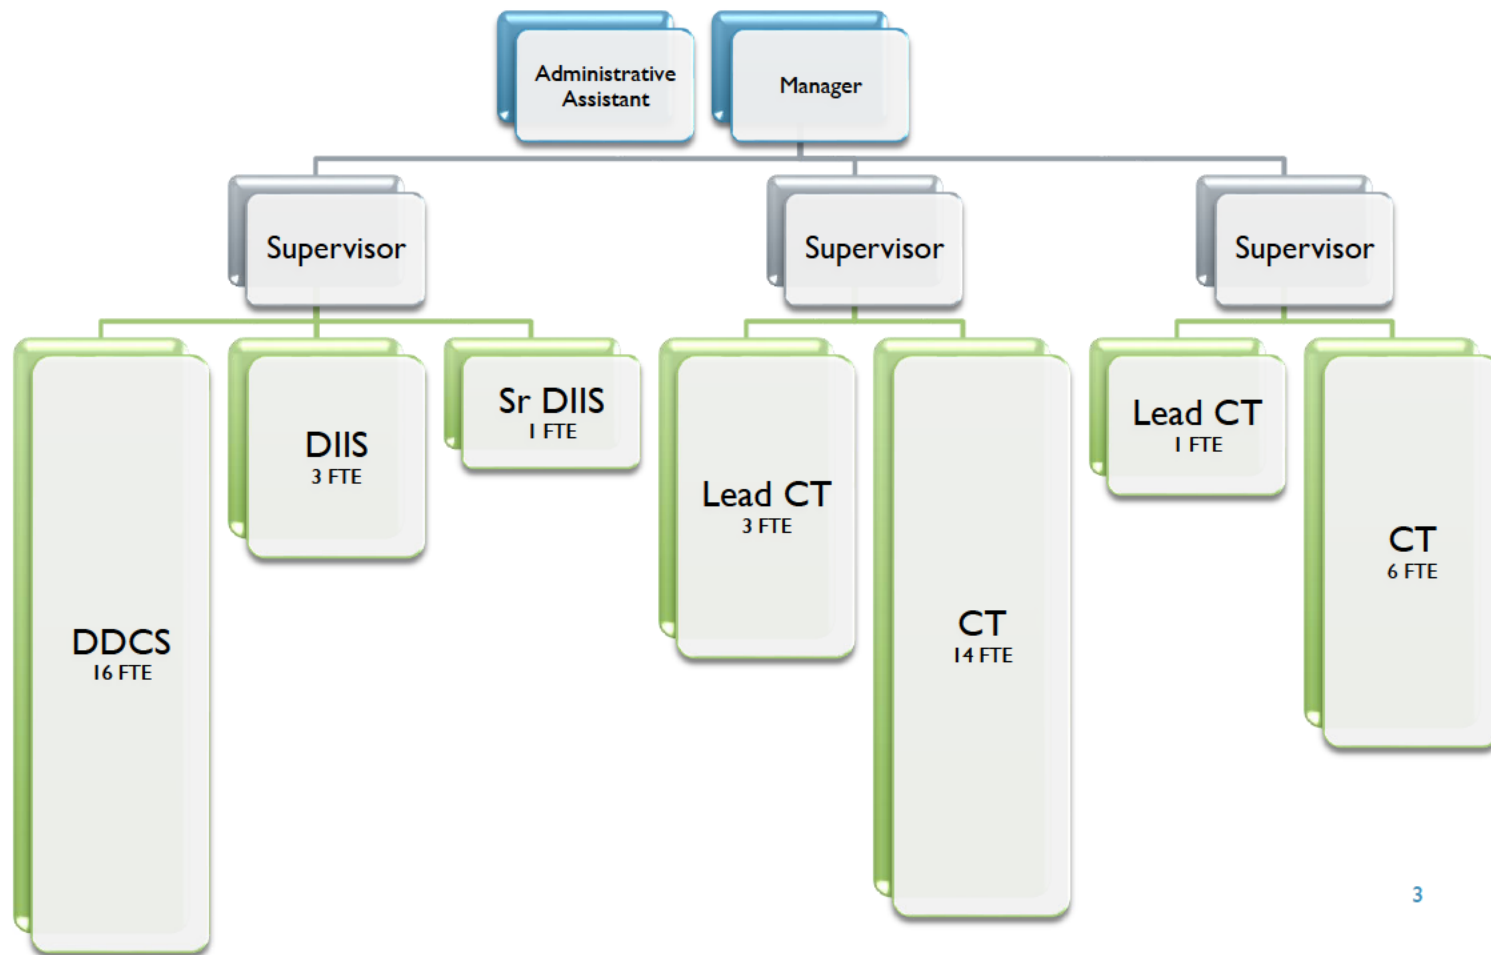 Administrative
Assistant
Manager
Supervisor
Supervisor
Supervisor
DDCS
16 FTE
DIIS
3 FTE
Sr DIIS
1 FTE
Lead CT
3 FTE
CT
14 FTE
Lead CT
1 FTE
CT
6 FTE
3